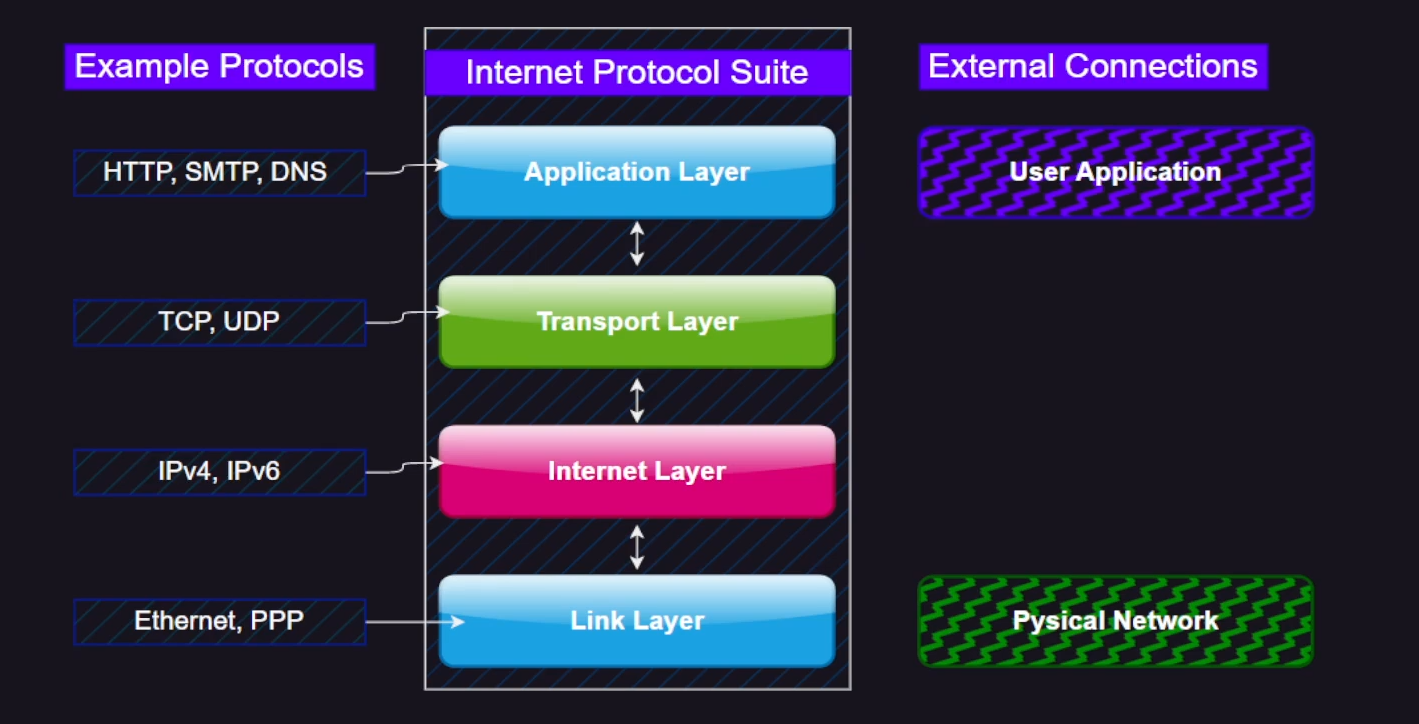 Example Protocols
Internet Protocol Suite
External Connections
HTTP, SMTP, DNS
Application Layer
User Application
TCP, UDP
Transport Layer
IPv4, IPv6
Internet Layer
Ethernet, PPP
Link Layer
Pysical Network